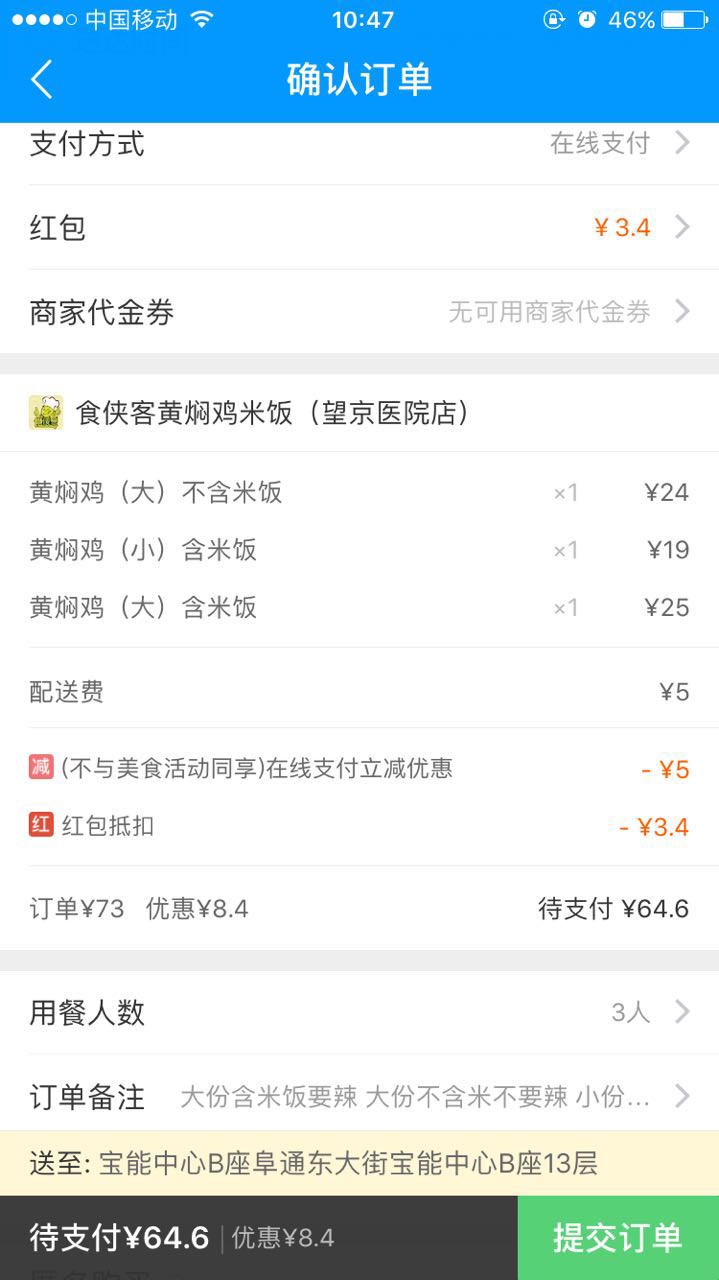 中国移动 10:47 46%
确认订单
支付方式 在线支付
红包 ¥3.4
商家代金券 无可用商家代金券
食侠客黄焖鸡米饭（望京医院店）
黄焖鸡（大）不含米饭 ×1 ¥24
黄焖鸡（小）含米饭 ×1 ¥19
黄焖鸡（大）含米饭 ×1 ¥25
配送费 ¥5
减 (不与美食活动同享)在线支付立减优惠 - ¥5
红 红包抵扣 - ¥3.4
订单¥73 优惠¥8.4 待支付 ¥64.6
用餐人数 3人
订单备注 大份含米饭要辣 大份不含米不要辣 小份...
送至: 宝能中心B座阜通东大街宝能中心B座13层
待支付¥64.6 优惠¥8.4 提交订单